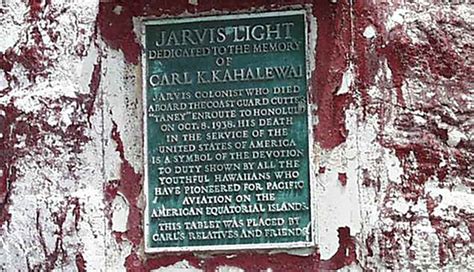 JARVIS LIGHT
DEDICATED TO THE MEMORY
OF
CARL K. KAHALEWAI
JARVIS COLONIST WHO DIED
ABOARD THE COAST GUARD CUTTER
"TANEY" ENROUTE TO HONOLULU
ON OCT. 8, 1938. HIS DEATH
IN THE SERVICE OF THE
UNITED STATES OF AMERICA
IS A SYMBOL OF THE DEVOTION
TO DUTY SHOWN BY ALL THE
YOUTHFUL HAWAIIANS WHO
HAVE PIONEERED FOR PACIFIC
AVIATION ON THE
AMERICAN EQUATORIAL ISLANDS.
THIS TABLET WAS PLACED BY
CARL'S RELATIVES AND FRIENDS.